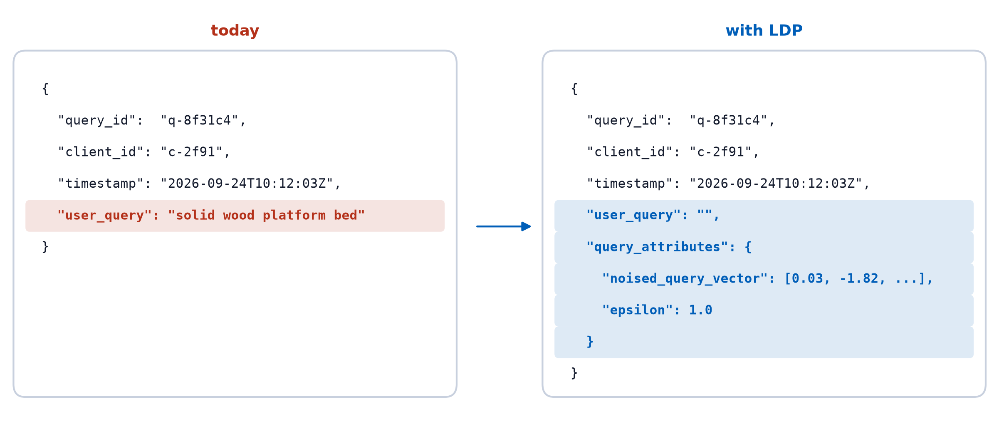 today
{
  "query_id":  "q-8f31c4",
  "client_id": "c-2f91",
  "timestamp": "2026-09-24T10:12:03Z",
  "user_query": "solid wood platform bed"
}
with LDP
{
  "query_id":  "q-8f31c4",
  "client_id": "c-2f91",
  "timestamp": "2026-09-24T10:12:03Z",
  "user_query": "",
  "query_attributes": {
    "noised_query_vector": [0.03, -1.82, ...],
    "epsilon": 1.0
  }
}